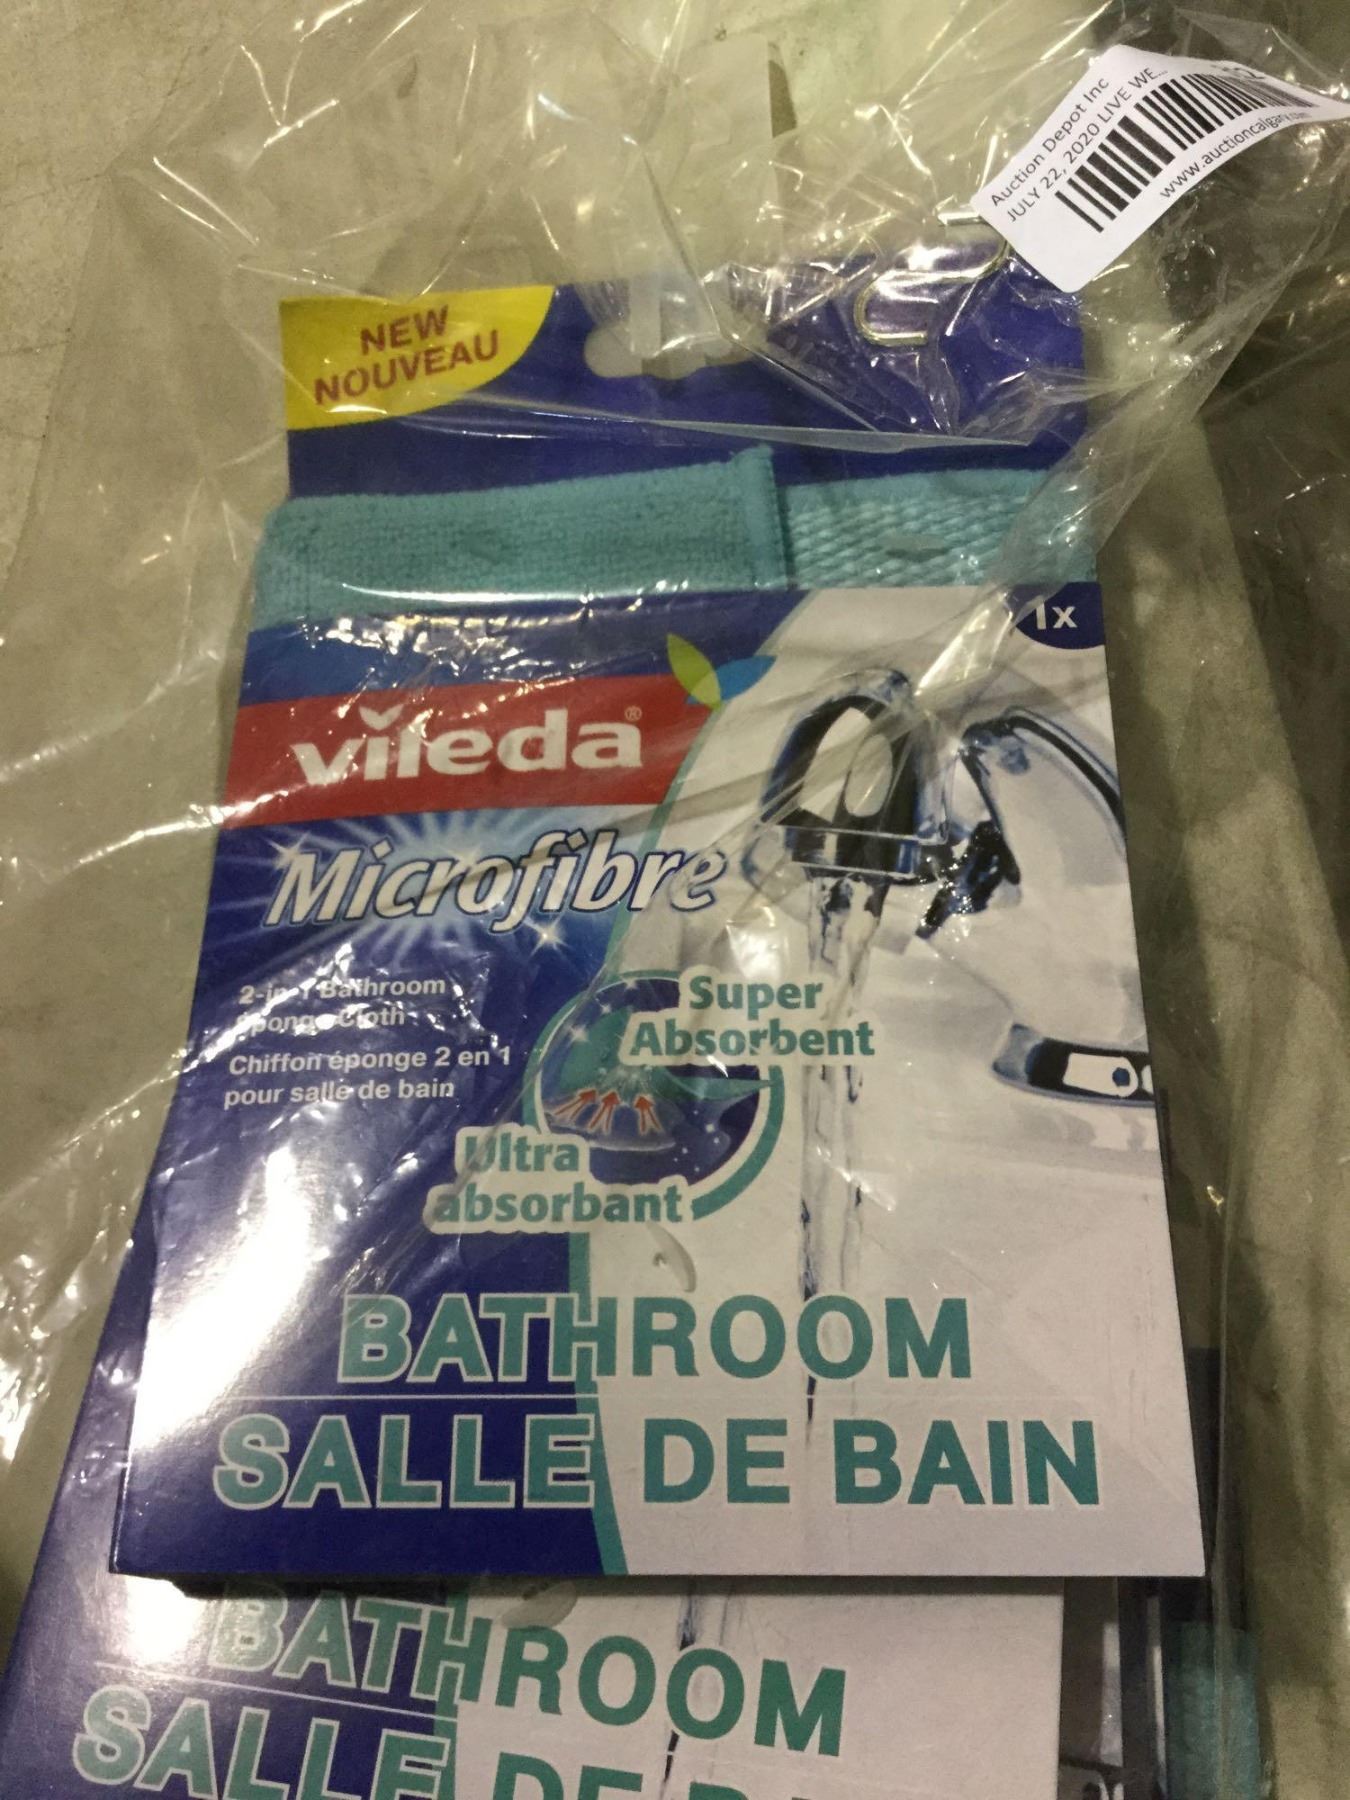 Auction Depot Inc
JULY 22, 2020 LIVE WE...
www.auctioncalgary.com
NEW
NOUVEAU
1x
vileda®
Microfibre
2-in-1 Bathroom
Sponge Cloth
Chiffon éponge 2 en 1
pour salle de bain
Super
Absorbent
Ultra
absorbant
BATHROOM
SALLE DE BAIN
BATHROOM
SALLE DE